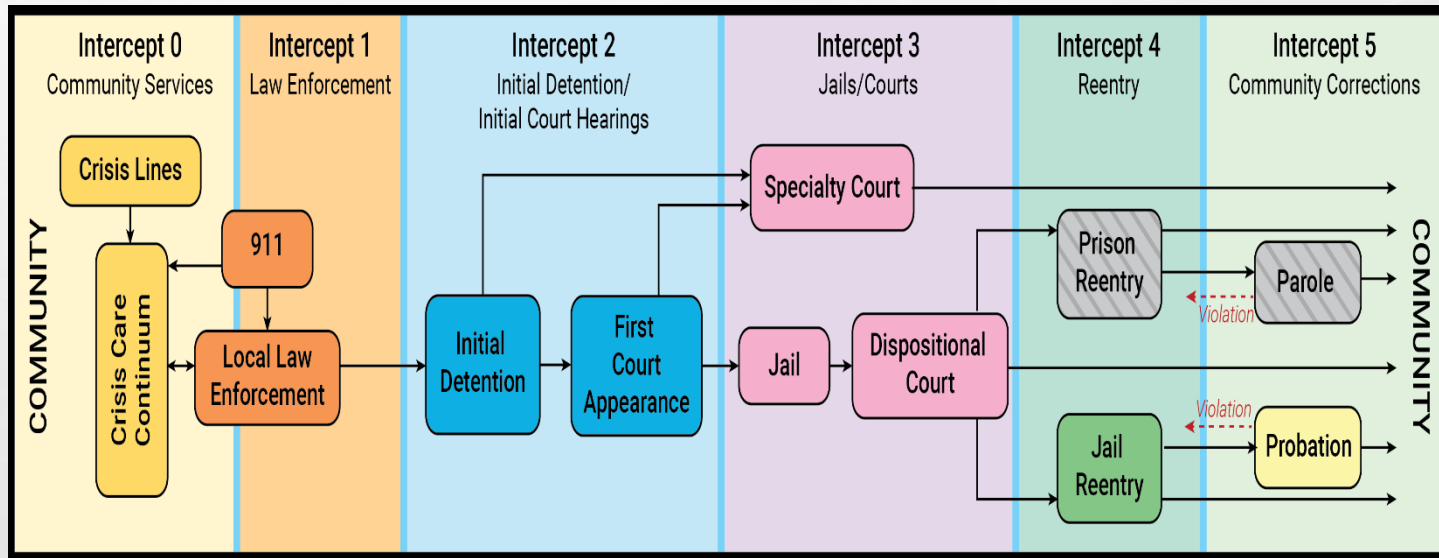 Intercept 0
Community Services
Intercept 1
Law Enforcement
Intercept 2
Initial Detention/
Initial Court Hearings
Intercept 3
Jails/Courts
Intercept 4
Reentry
Intercept 5
Community Corrections
COMMUNITY
Crisis Lines
Crisis Care
Continuum
911
Local Law
Enforcement
Initial
Detention
First
Court
Appearance
Specialty Court
Jail
Dispositional
Court
Prison
Reentry
Parole
Violation
Jail
Reentry
Violation
Probation
COMMUNITY